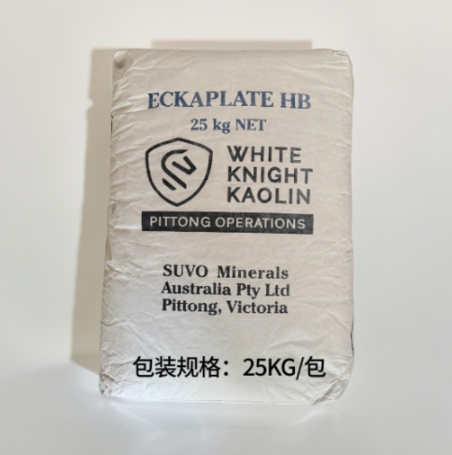 ECKAPLATE HB
25 kg NET
WHITE
KNIGHT
KAOLIN
PITTONG OPERATIONS
SUVO Minerals
Australia Pty Ltd
Pittong, Victoria
包装规格：25KG/包